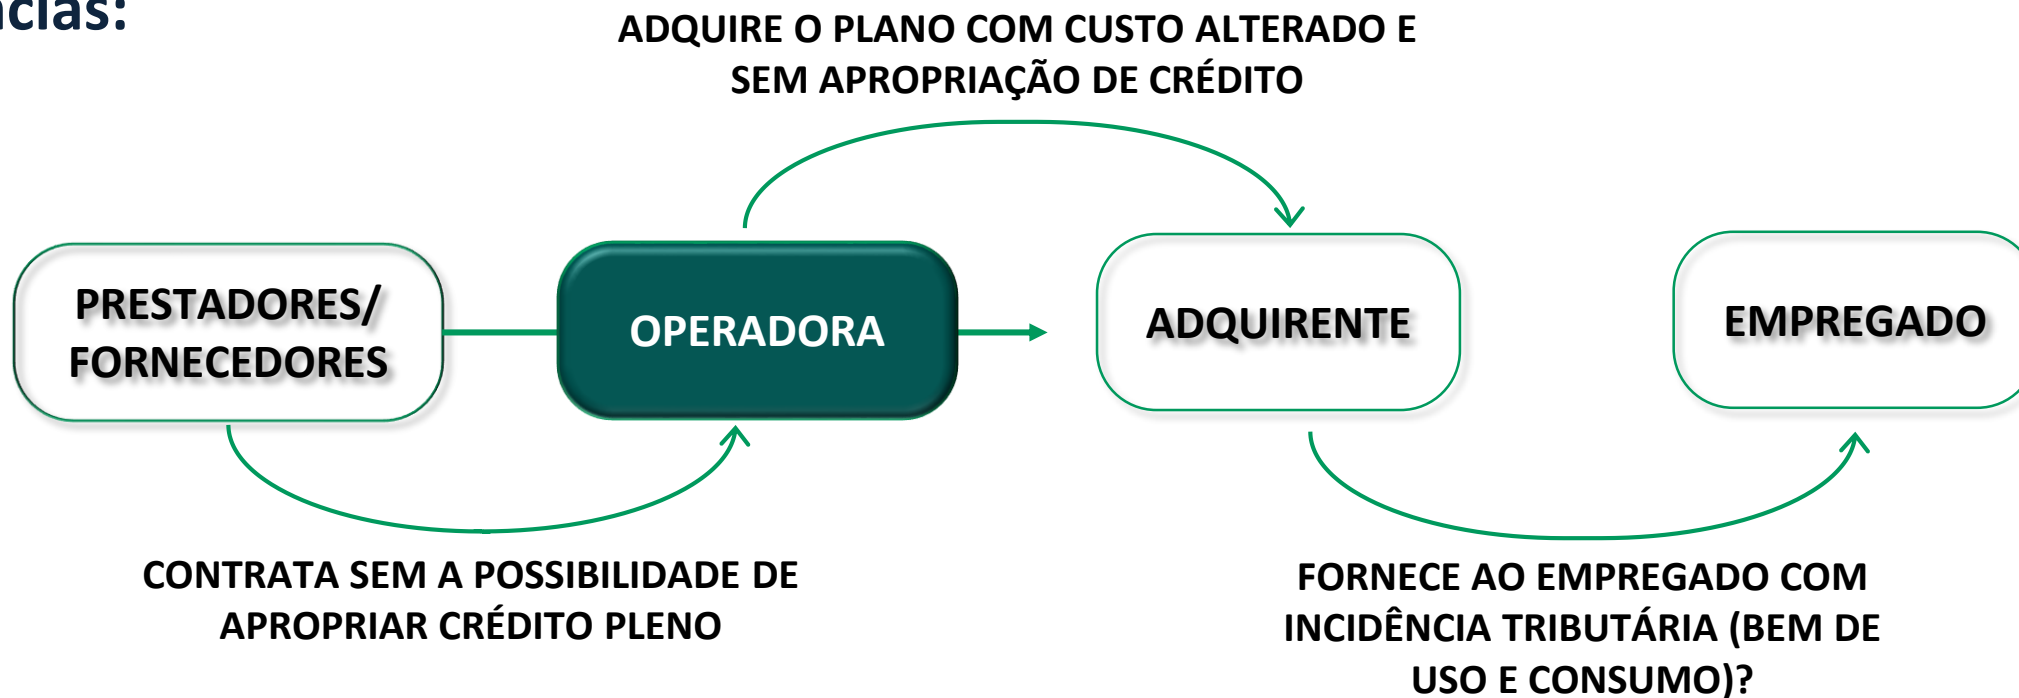 ADQUIRE O PLANO COM CUSTO ALTERADO E
SEM APROPRIAÇÃO DE CRÉDITO
PRESTADORES/
FORNECEDORES
OPERADORA
ADQUIRENTE
EMPREGADO
CONTRATA SEM A POSSIBILIDADE DE
APROPRIAR CRÉDITO PLENO
FORNECE AO EMPREGADO COM
INCIDÊNCIA TRIBUTÁRIA (BEM DE
USO E CONSUMO)?